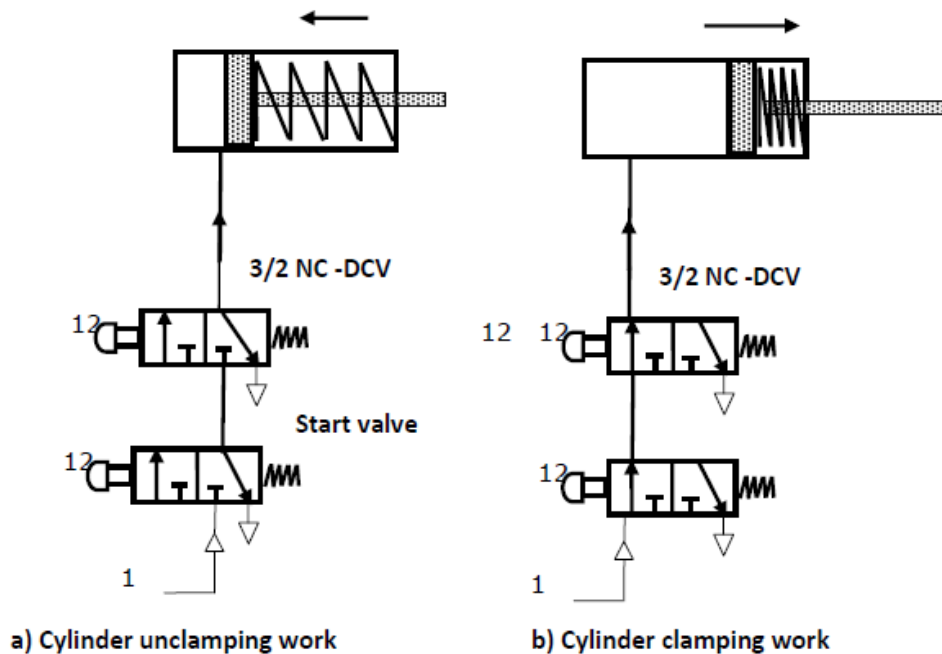 3/2 NC -DCV
3/2 NC -DCV
12
12 12
Start valve
12
12
1
1
a) Cylinder unclamping work
b) Cylinder clamping work